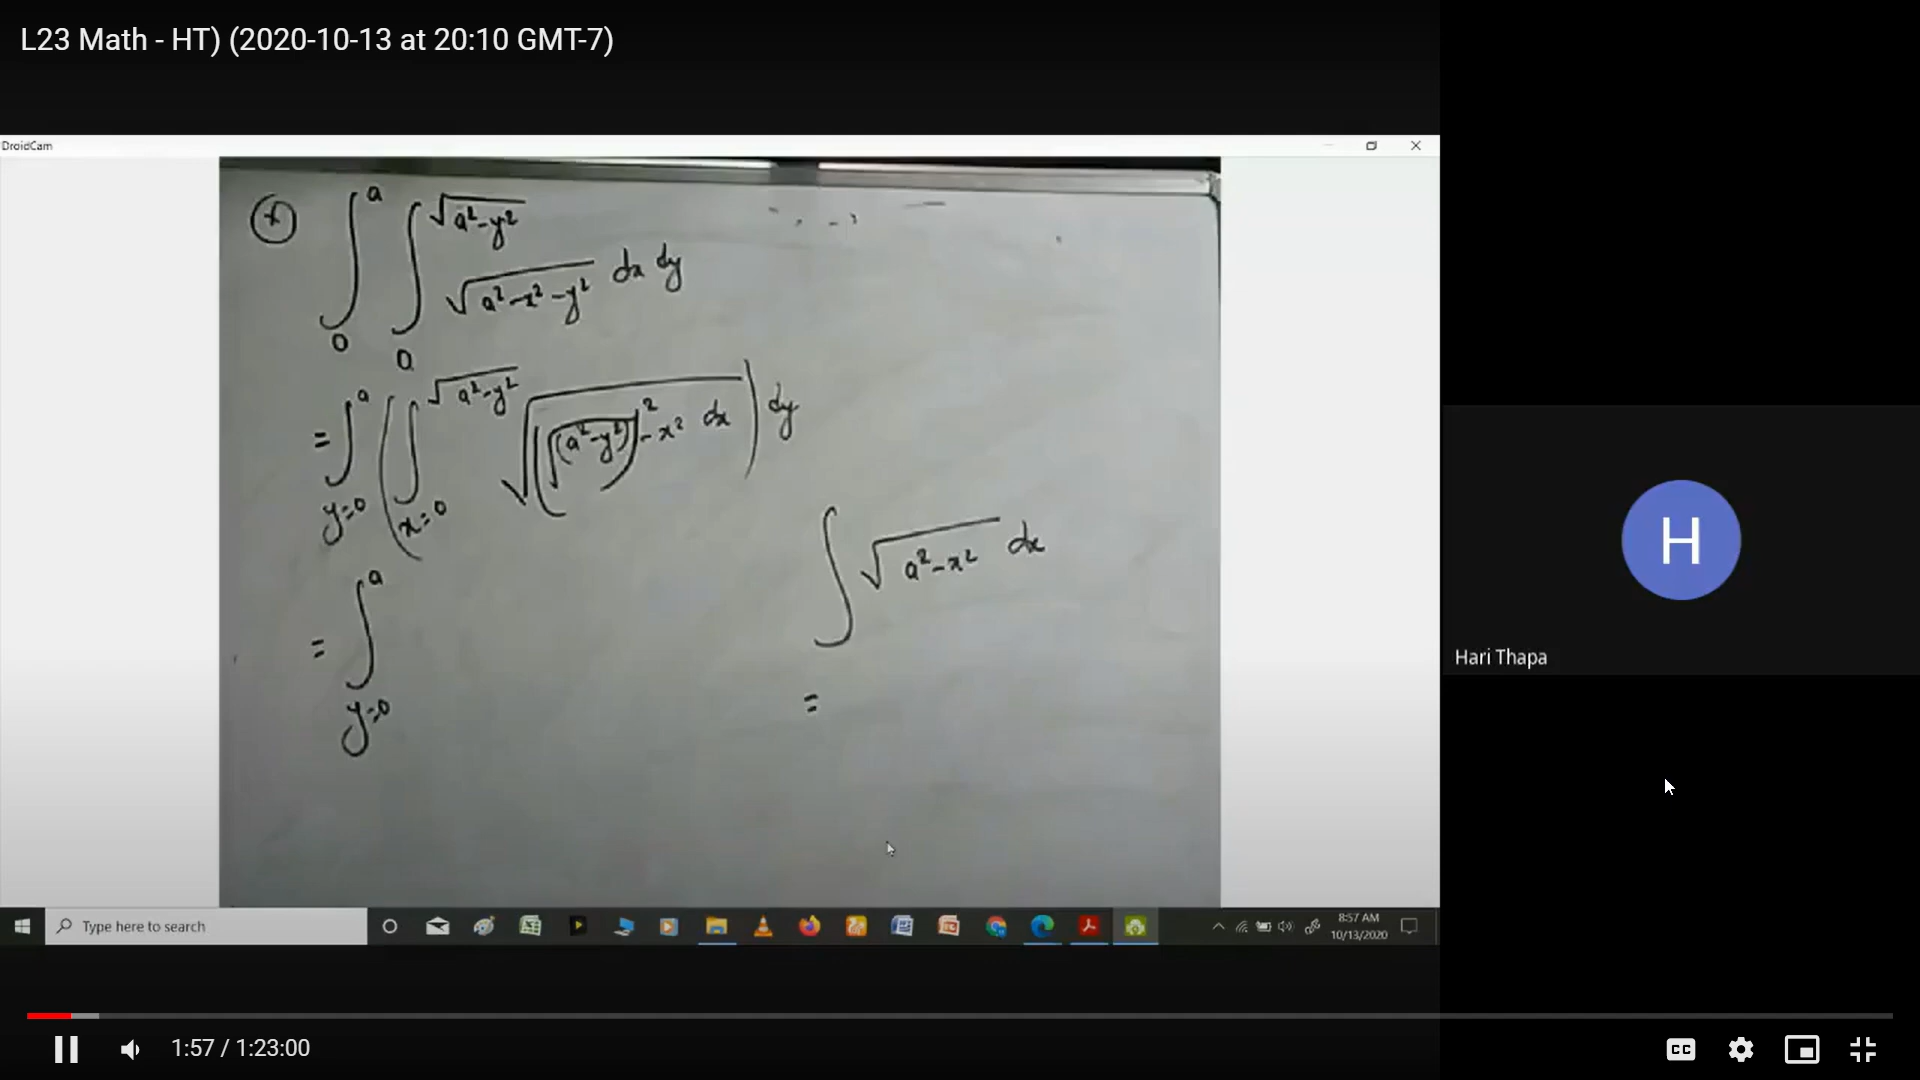 L23 Math - HT) (2020-10-13 at 20:10 GMT-7)
DroidCam
* ∫₀ᵃ ∫₀^√(a²-y²) √(a²-x²-y²) dx dy
= ∫_{y=0}^a ( ∫_{x=0}^√(a²-y²) √((√(a²-y²))² - x² dx) ) dy
∫ √(a²-x²) dx
= ∫_{y=0}^a
=
H
Hari Thapa
Type here to search
8:57 AM
10/13/2020
1:57 / 1:23:00
CC